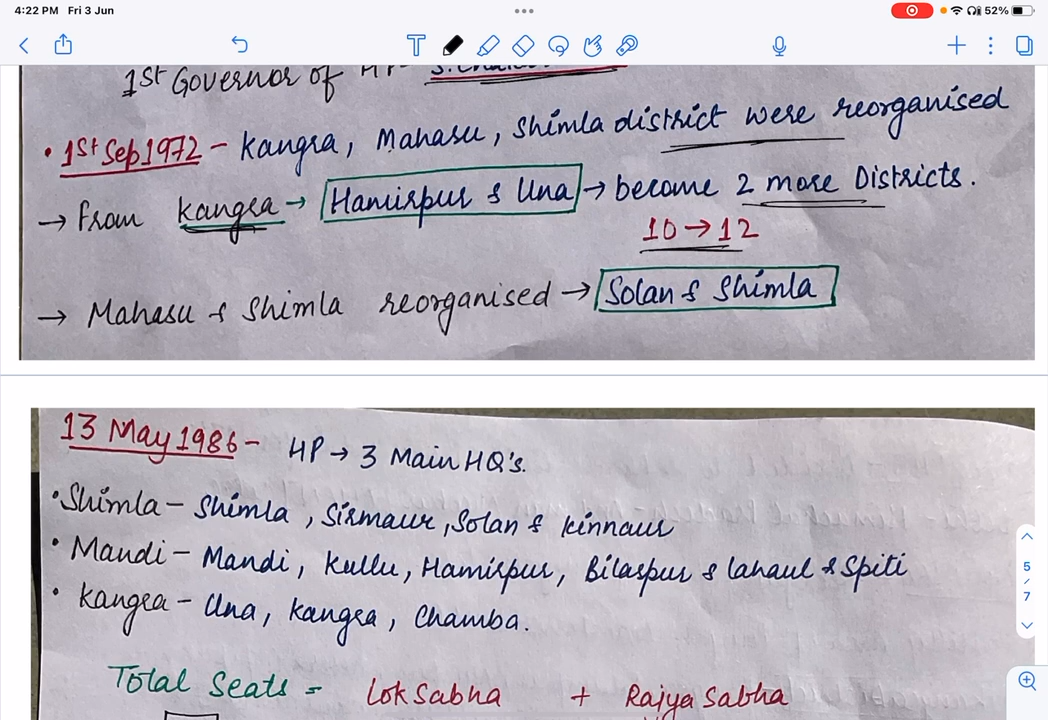 4:22 PM Fri 3 Jun
52%
1st Governor of HP
• 1st Sep 1972 - Kangra, Mahasu, Shimla district were reorganised
→ From Kangra → Hamirpur & Una → become 2 more Districts.
10 → 12
→ Mahasu & Shimla reorganised → Solan & Shimla
13 May 1986 - HP → 3 Main HQ's.
• Shimla - Shimla, Sirmaur, Solan & Kinnaur
• Mandi - Mandi, Kullu, Hamirpur, Bilaspur & Lahaul & Spiti
• Kangra - Una, Kangra, Chamba.
5
/
7
Total Seats = Lok Sabha + Rajya Sabha